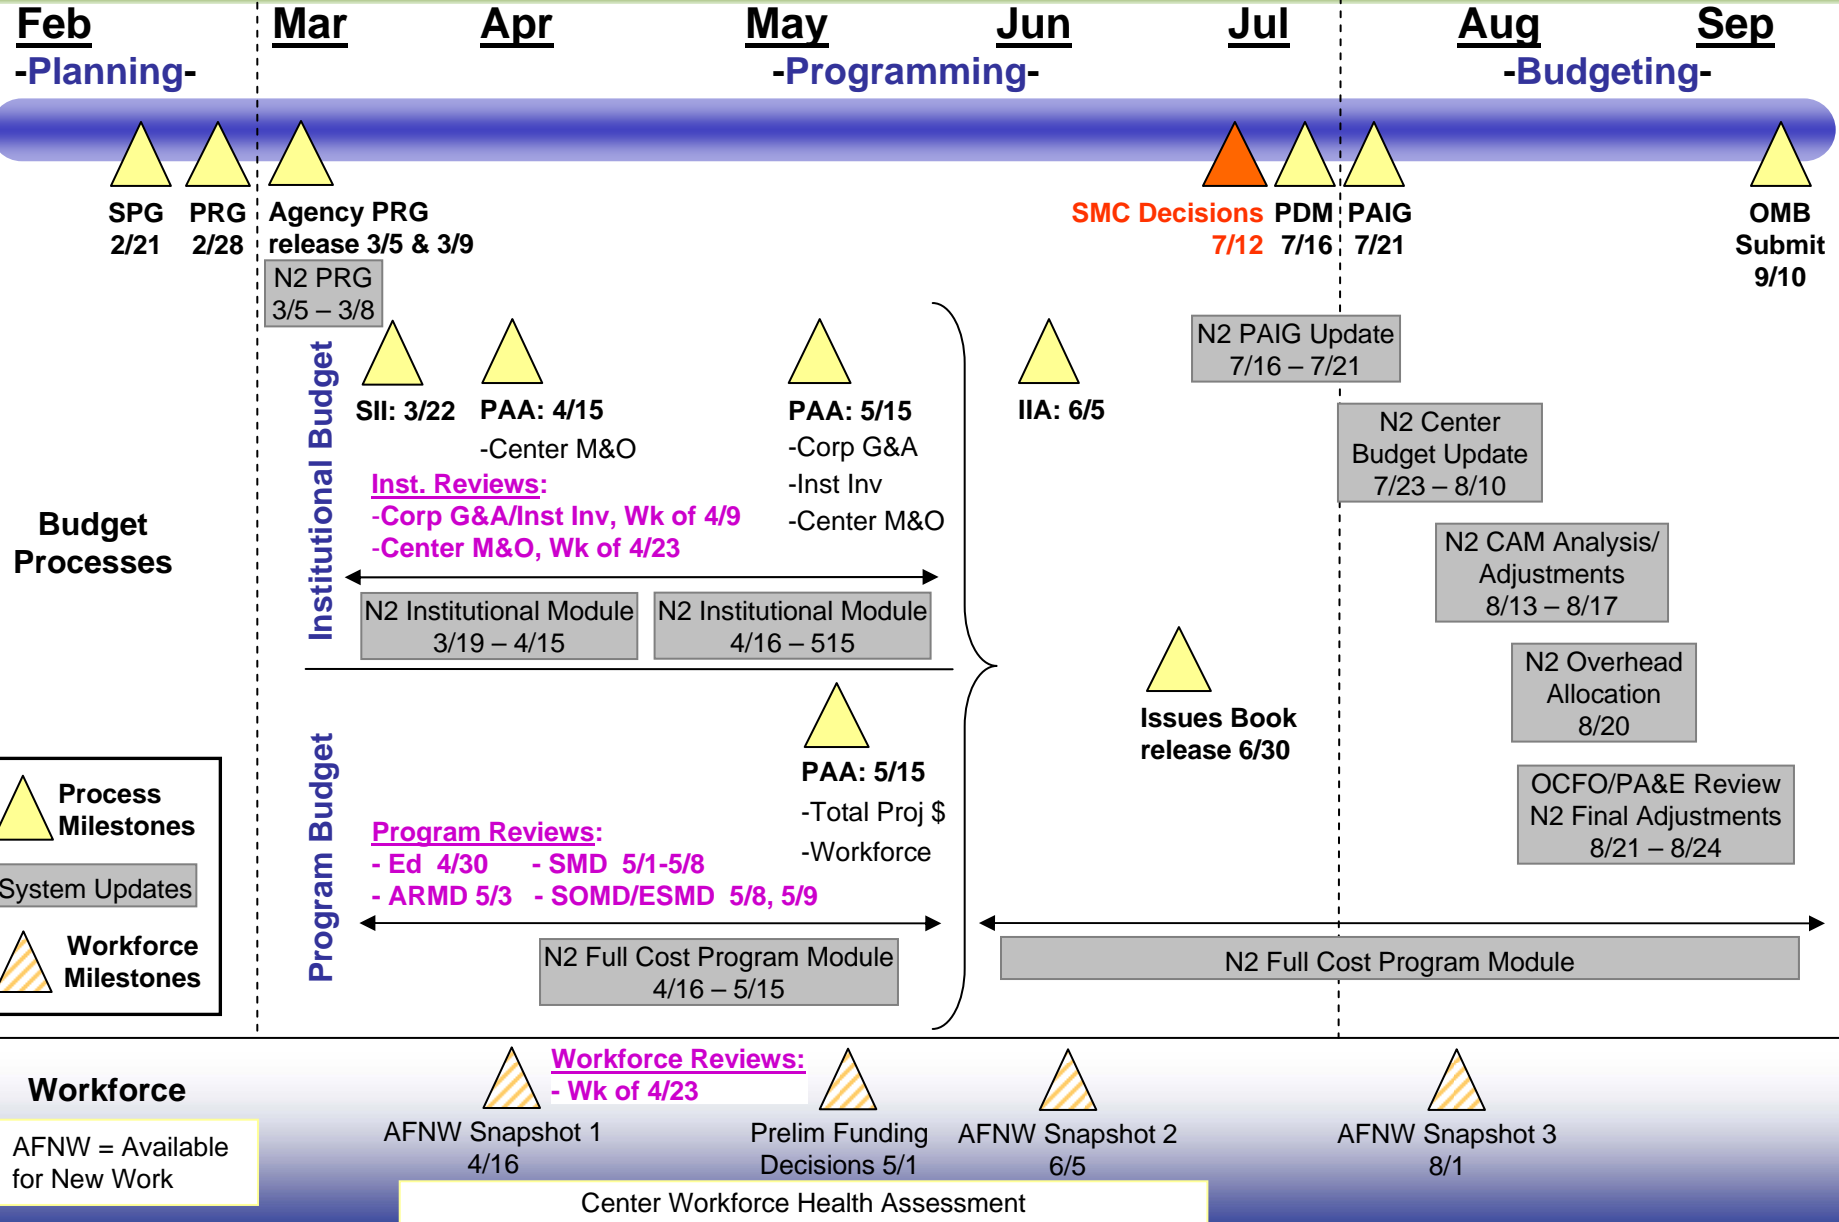 Feb Mar Apr May Jun Jul Aug Sep
-Planning- -Programming- -Budgeting-
SPG
2/21
PRG
2/28
Agency PRG
release 3/5 & 3/9
SMC Decisions
7/12
PDM
7/16
PAIG
7/21
OMB
Submit
9/10
N2 PRG
3/5 – 3/8
Budget
Processes
Institutional Budget
SII: 3/22
PAA: 4/15
-Center M&O
PAA: 5/15
-Corp G&A
-Inst Inv
-Center M&O
Inst. Reviews:
-Corp G&A/Inst Inv, Wk of 4/9
-Center M&O, Wk of 4/23
N2 Institutional Module
3/19 – 4/15
N2 Institutional Module
4/16 – 515
IIA: 6/5
N2 PAIG Update
7/16 – 7/21
N2 Center
Budget Update
7/23 – 8/10
N2 CAM Analysis/
Adjustments
8/13 – 8/17
N2 Overhead
Allocation
8/20
OCFO/PA&E Review
N2 Final Adjustments
8/21 – 8/24
Issues Book
release 6/30
Program Budget
PAA: 5/15
-Total Proj $
-Workforce
Program Reviews:
- Ed 4/30 - SMD 5/1-5/8
- ARMD 5/3 - SOMD/ESMD 5/8, 5/9
N2 Full Cost Program Module
4/16 – 5/15
N2 Full Cost Program Module
Process
Milestones
System Updates
Workforce
Milestones
Workforce
AFNW = Available
for New Work
Workforce Reviews:
- Wk of 4/23
AFNW Snapshot 1
4/16
Prelim Funding
Decisions 5/1
AFNW Snapshot 2
6/5
AFNW Snapshot 3
8/1
Center Workforce Health Assessment